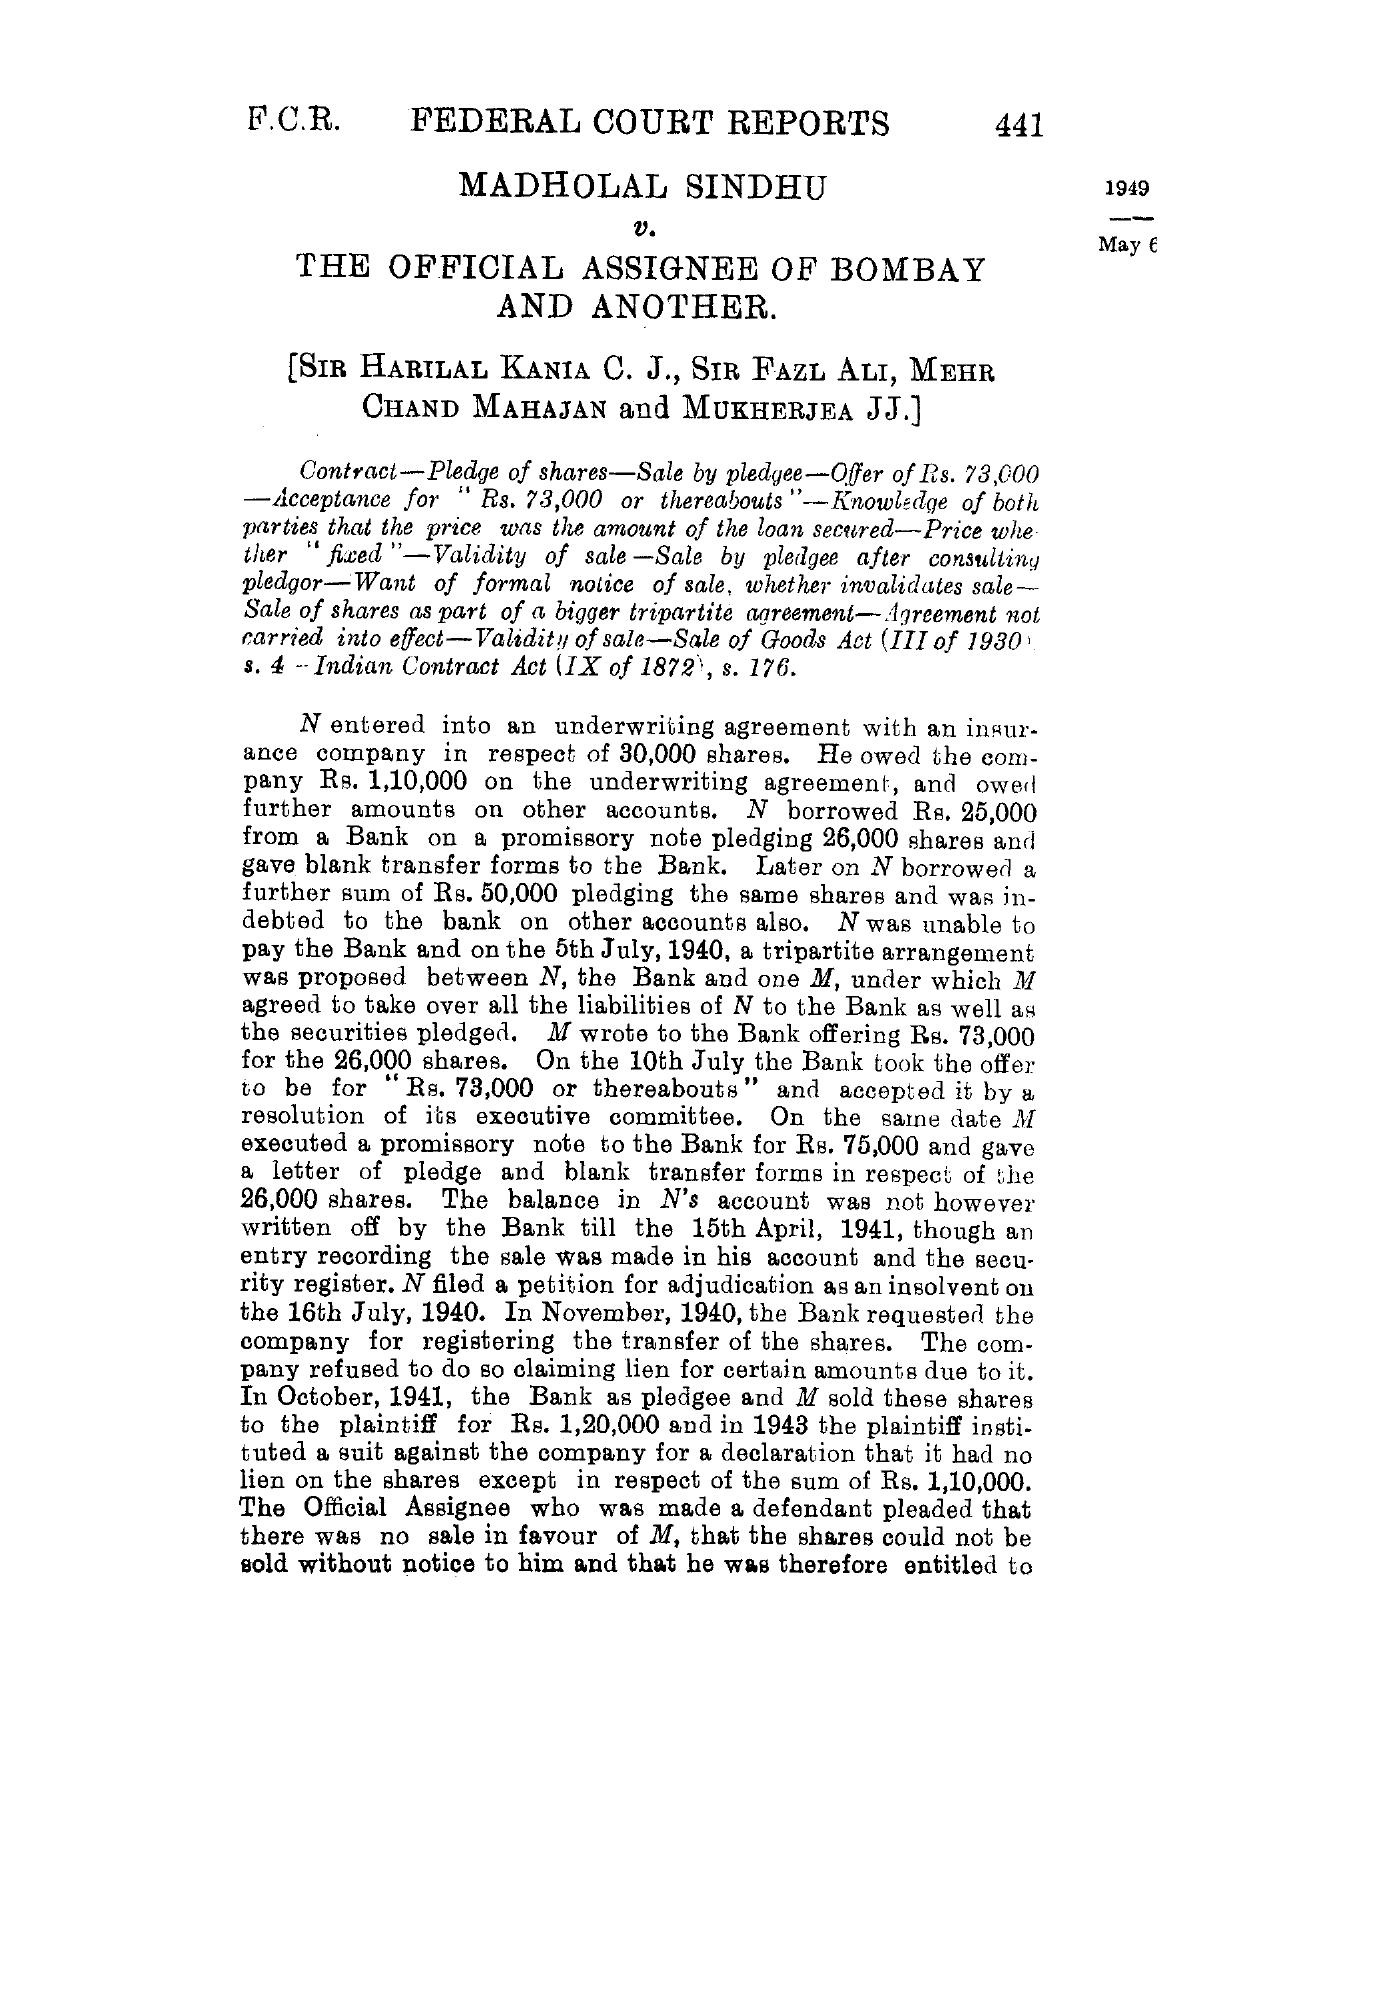 F.C.R. FEDERAL COURT REPORTS 441
MADHOLAL SINDHU
v.
THE OFFICIAL ASSIGNEE OF BOMBAY
AND ANOTHER.
1949
May 6
[SIR HARILAL KANIA C. J., SIR FAZL ALI, MEHR
CHAND MAHAJAN and MUKHERJEA JJ.]
Contract—Pledge of shares—Sale by pledgee—Offer of Rs. 73,000
—Acceptance for "Rs. 73,000 or thereabouts"—Knowledge of both
parties that the price was the amount of the loan secured—Price whe-
ther "fixed"—Validity of sale—Sale by pledgee after consulting
pledgor—Want of formal notice of sale, whether invalidates sale—
Sale of shares as part of a bigger tripartite agreement—Agreement not
carried into effect—Validity of sale—Sale of Goods Act (III of 1930)
s. 4 -- Indian Contract Act (IX of 1872), s. 176.
N entered into an underwriting agreement with an insur-
ance company in respect of 30,000 shares. He owed the com-
pany Rs. 1,10,000 on the underwriting agreement, and owed
further amounts on other accounts. N borrowed Rs. 25,000
from a Bank on a promissory note pledging 26,000 shares and
gave blank transfer forms to the Bank. Later on N borrowed a
further sum of Rs. 50,000 pledging the same shares and was in-
debted to the bank on other accounts also. N was unable to
pay the Bank and on the 5th July, 1940, a tripartite arrangement
was proposed between N, the Bank and one M, under which M
agreed to take over all the liabilities of N to the Bank as well as
the securities pledged. M wrote to the Bank offering Rs. 73,000
for the 26,000 shares. On the 10th July the Bank took the offer
to be for "Rs. 73,000 or thereabouts" and accepted it by a
resolution of its executive committee. On the same date M
executed a promissory note to the Bank for Rs. 75,000 and gave
a letter of pledge and blank transfer forms in respect of the
26,000 shares. The balance in N's account was not however
written off by the Bank till the 15th April, 1941, though an
entry recording the sale was made in his account and the secu-
rity register. N filed a petition for adjudication as an insolvent on
the 16th July, 1940. In November, 1940, the Bank requested the
company for registering the transfer of the shares. The com-
pany refused to do so claiming lien for certain amounts due to it.
In October, 1941, the Bank as pledgee and M sold these shares
to the plaintiff for Rs. 1,20,000 and in 1943 the plaintiff insti-
tuted a suit against the company for a declaration that it had no
lien on the shares except in respect of the sum of Rs. 1,10,000.
The Official Assignee who was made a defendant pleaded that
there was no sale in favour of M, that the shares could not be
sold without notice to him and that he was therefore entitled to